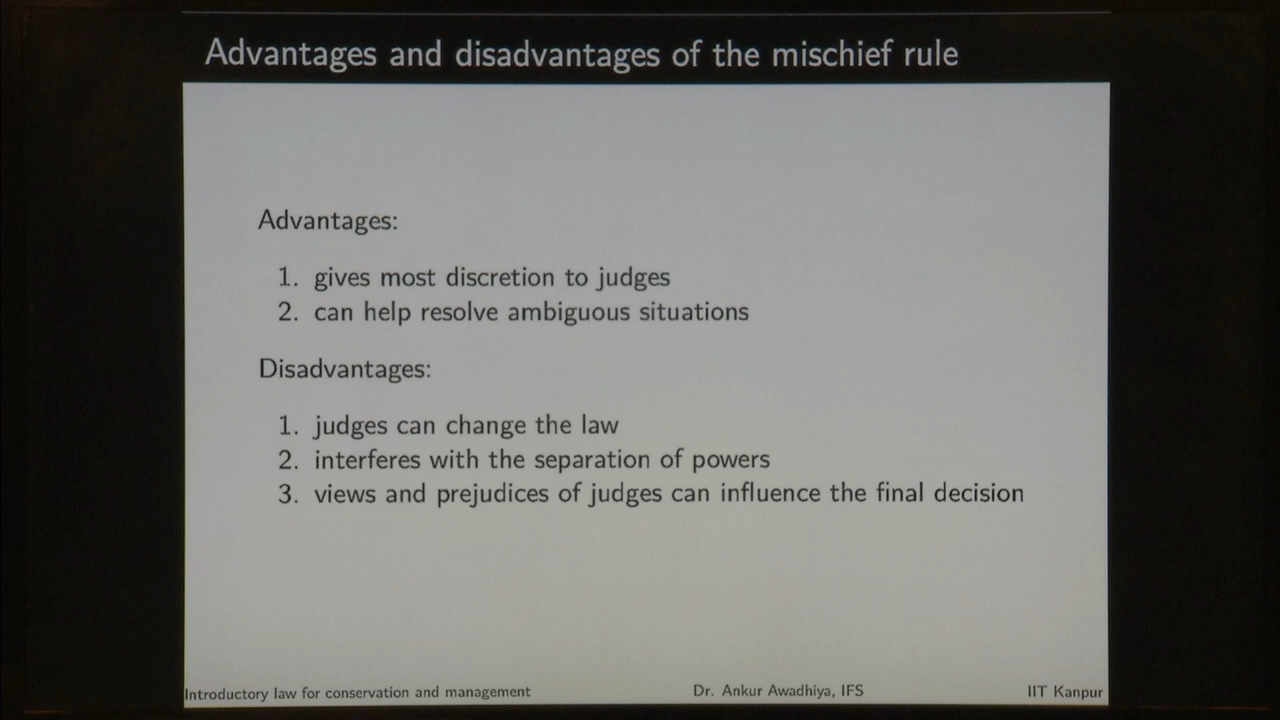 Advantages and disadvantages of the mischief rule
Advantages:
1. gives most discretion to judges
2. can help resolve ambiguous situations
Disadvantages:
1. judges can change the law
2. interferes with the separation of powers
3. views and prejudices of judges can influence the final decision
Introductory law for conservation and management Dr. Ankur Awadhiya, IFS IIT Kanpur